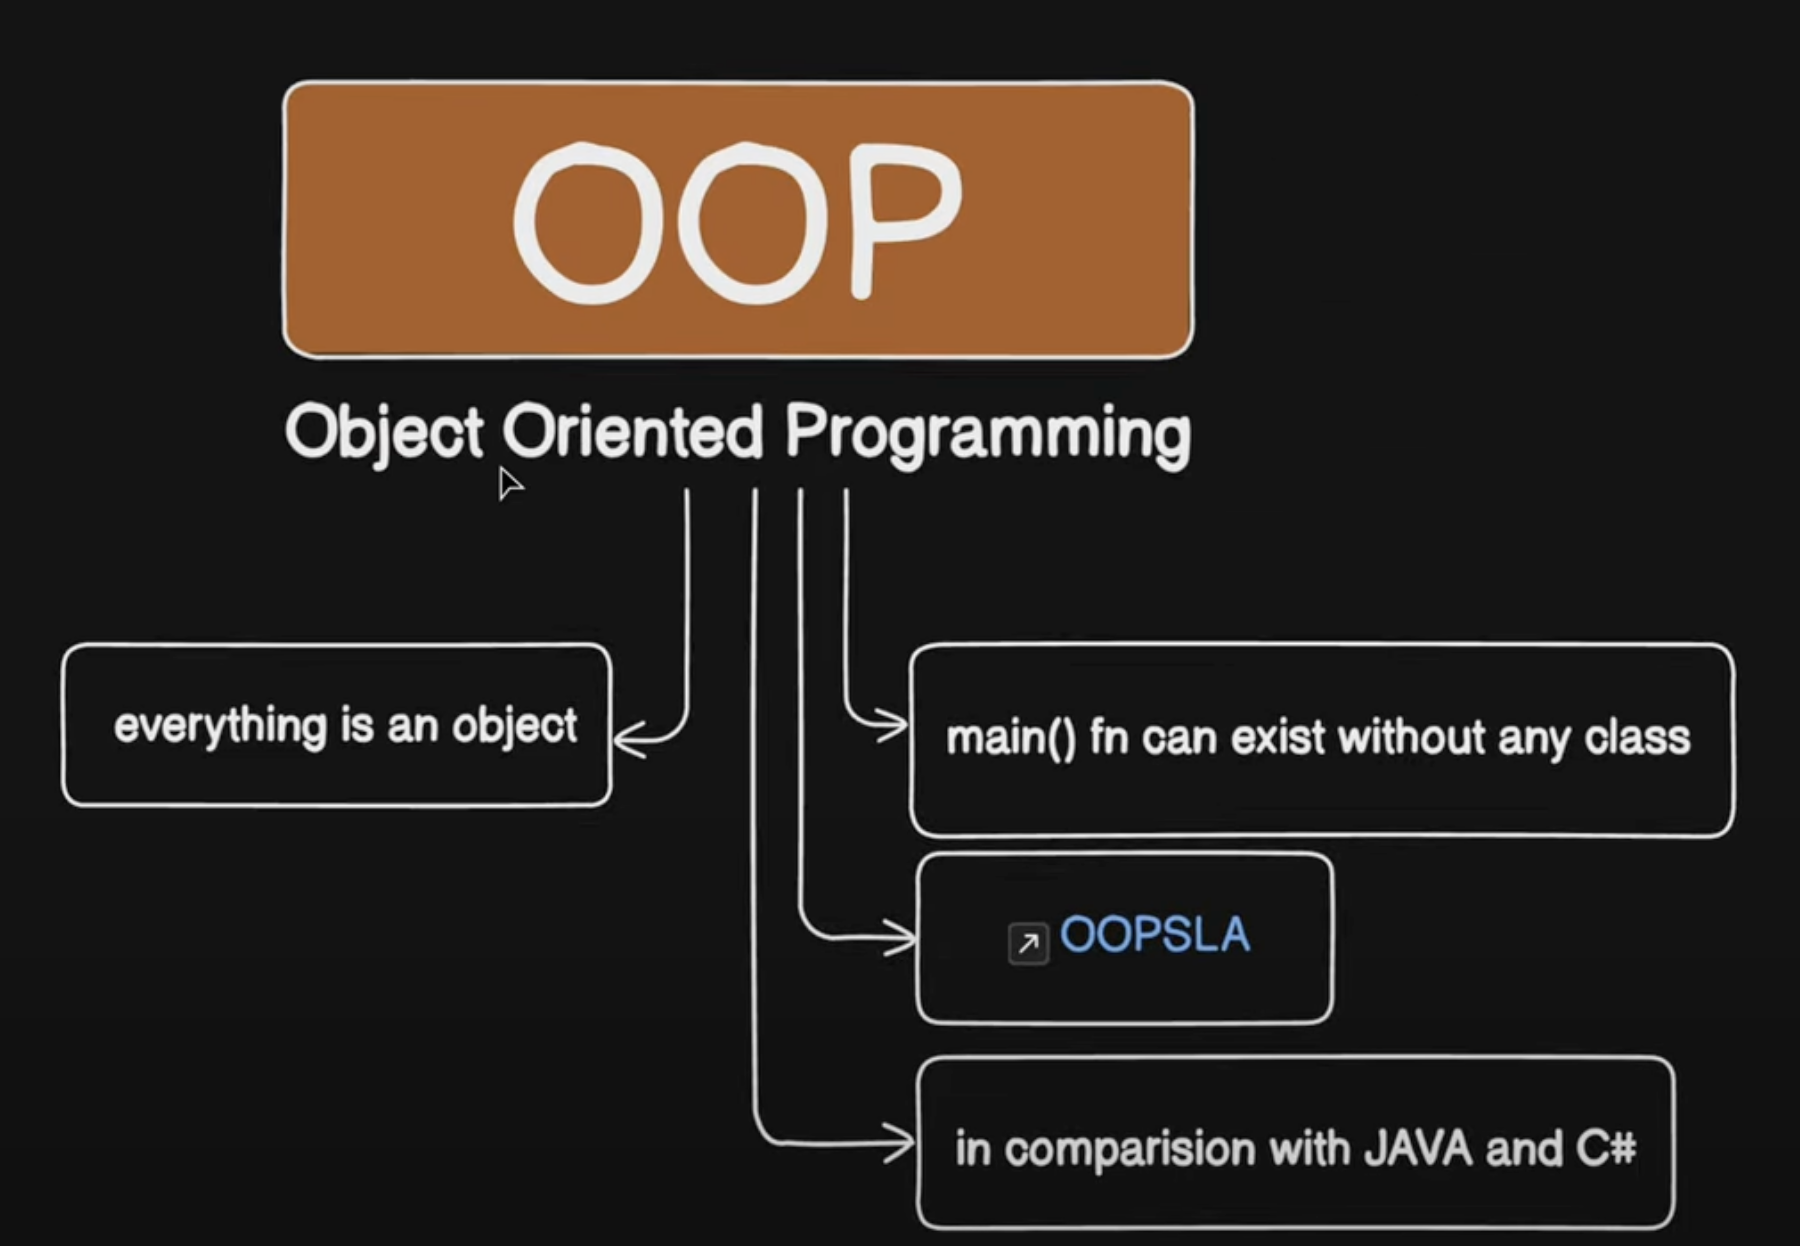 OOP
Object Oriented Programming
everything is an object
main() fn can exist without any class
OOPSLA
in comparision with JAVA and C#